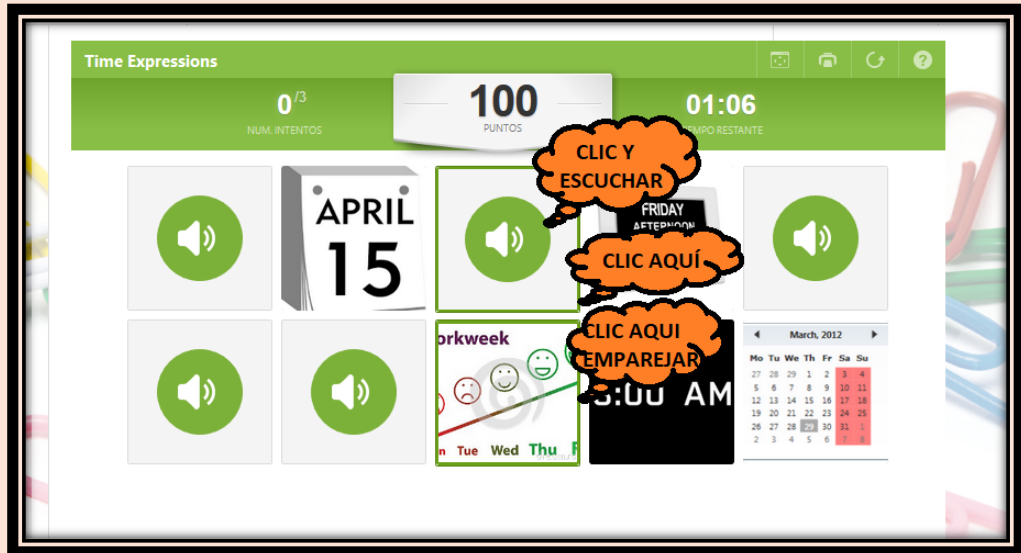 Time Expressions
0/3
NUM. INTENTOS
100
PUNTOS
01:06
EMPO RESTANTE
CLIC Y
ESCUCHAR
APRIL
15
FRIDAY
AFTERNOON
CLIC AQUÍ
CLIC AQUI
EMPAREJAR
orkweek
Tue Wed Thu F
:00 AM
March, 2012
Mo Tu We Th Fr Sa Su
27 28 29 1 2 3 4
5 6 7 8 9 10 11
12 13 14 15 16 17 18
19 20 21 22 23 24 25
26 27 28 29 30 31 1
2 3 4 5 6 7 8